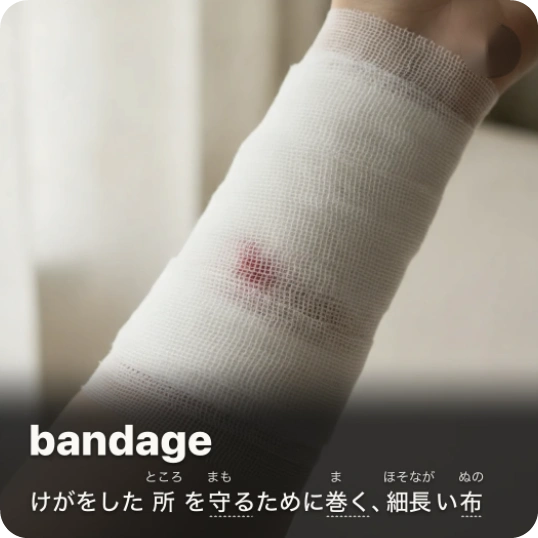 bandage
ところ まも ま ほそなが ぬの
けがをした所を守るために巻く、細長い布